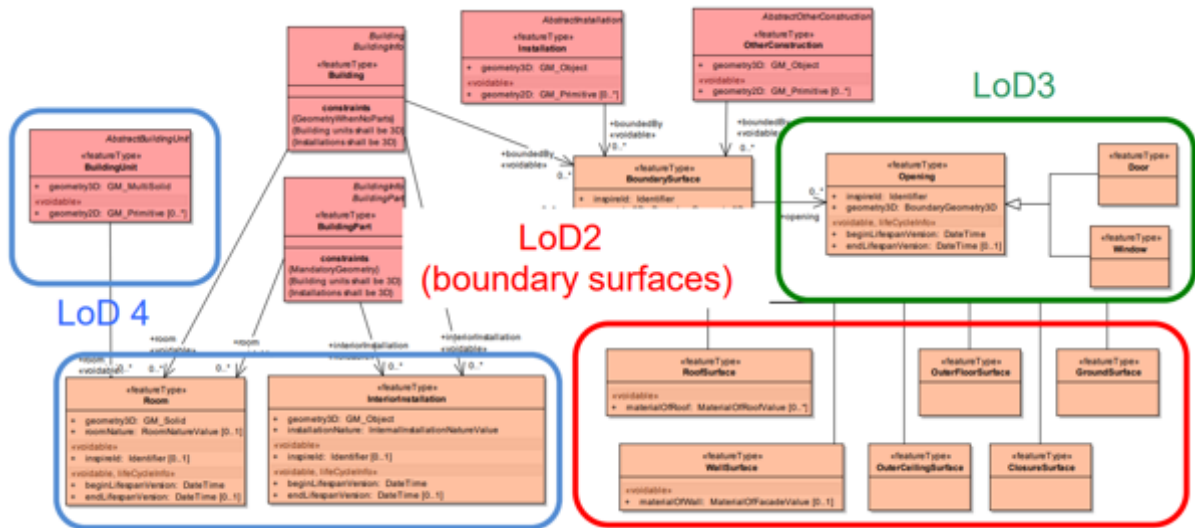 AbstractBuildingUnit
«featureType»
BuildingUnit
+ geometry3D: GM_MultiSolid
«voidable»
+ geometry2D: GM_Primitive [0..*]
Building
BuildingInfo
«featureType»
Building
constraints
{GeometryWhenNoParts}
{Building units shall be 3D}
{Installations shall be 3D}
AbstractInstallation
«featureType»
Installation
+ geometry3D: GM_Object
«voidable»
+ geometry2D: GM_Primitive [0..*]
AbstractOtherConstruction
«featureType»
OtherConstruction
+ geometry3D: GM_Object
«voidable»
+ geometry2D: GM_Primitive [0..*]
LoD3
+boundedBy
«voidable»
0..*
+boundedBy
«voidable»
0..*
+boundedBy
«voidable»
0..*
«featureType»
BoundarySurface
+ inspireId: Identifier
0..*
+opening
«featureType»
Opening
+ inspireId: Identifier
+ geometry3D: BoundaryGeometry3D
«voidable, lifeCycleInfo»
+ beginLifespanVersion: DateTime
+ endLifespanVersion: DateTime [0..1]
«featureType»
Door
«featureType»
Window
BuildingInfo
BuildingPart
«featureType»
BuildingPart
constraints
{MandatoryGeometry}
{Building units shall be 3D}
{Installations shall be 3D}
LoD2
(boundary surfaces)
LoD 4
+room
«voidable»
0..*
+room
«voidable»
0..*
+room
«voidable»
0..*
+interiorInstallation
«voidable»
0..*
+interiorInstallation
«voidable»
0..*
«featureType»
Room
+ geometry3D: GM_Solid
+ roomNature: RoomNatureValue [0..1]
«voidable»
+ inspireId: Identifier [0..1]
«voidable, lifeCycleInfo»
+ beginLifespanVersion: DateTime
+ endLifespanVersion: DateTime [0..1]
«featureType»
InteriorInstallation
+ geometry3D: GM_Object
+ installationNature: InternalInstallationNatureValue
«voidable»
+ inspireId: Identifier [0..1]
«voidable, lifeCycleInfo»
+ beginLifespanVersion: DateTime
+ endLifespanVersion: DateTime [0..1]
«featureType»
RoofSurface
«voidable»
+ materialOfRoof: MaterialOfRoofValue [0..*]
«featureType»
OuterFloorSurface
«featureType»
GroundSurface
«featureType»
WallSurface
«voidable»
+ materialOfWall: MaterialOfFacadeValue [0..1]
«featureType»
OuterCeilingSurface
«featureType»
ClosureSurface